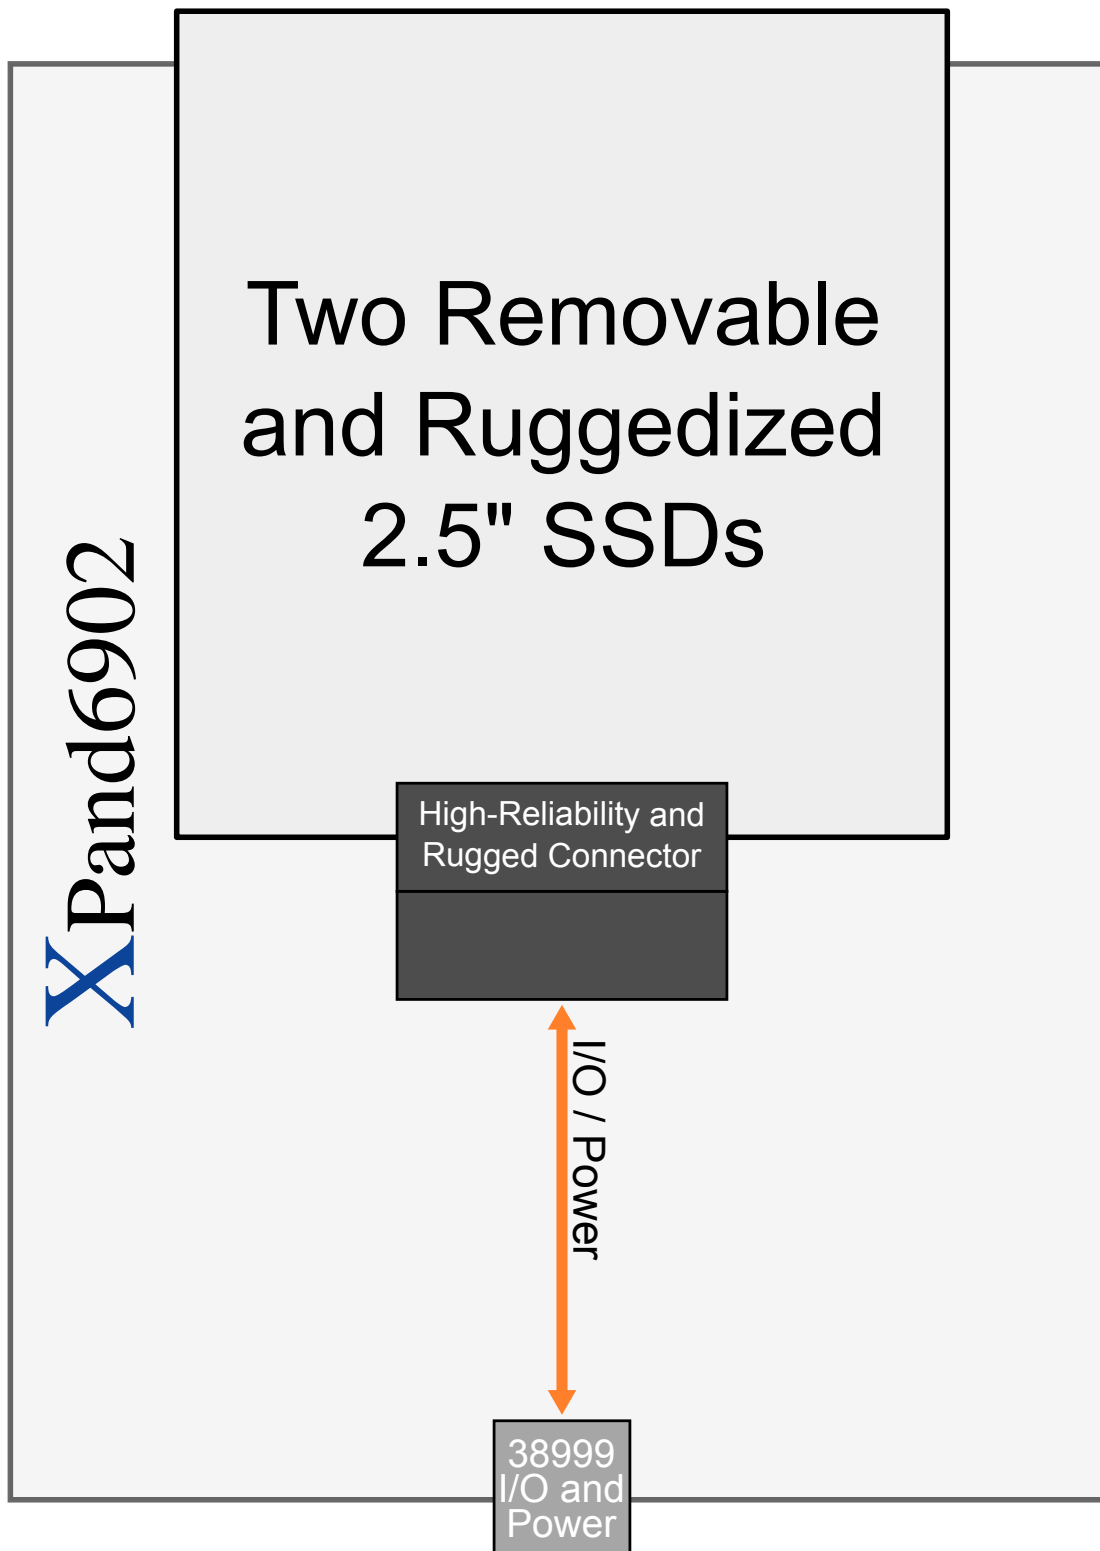 Two Removable
and Ruggedized
2.5" SSDs
XPand6902
High-Reliability and
Rugged Connector
I/O / Power
38999
I/O and
Power